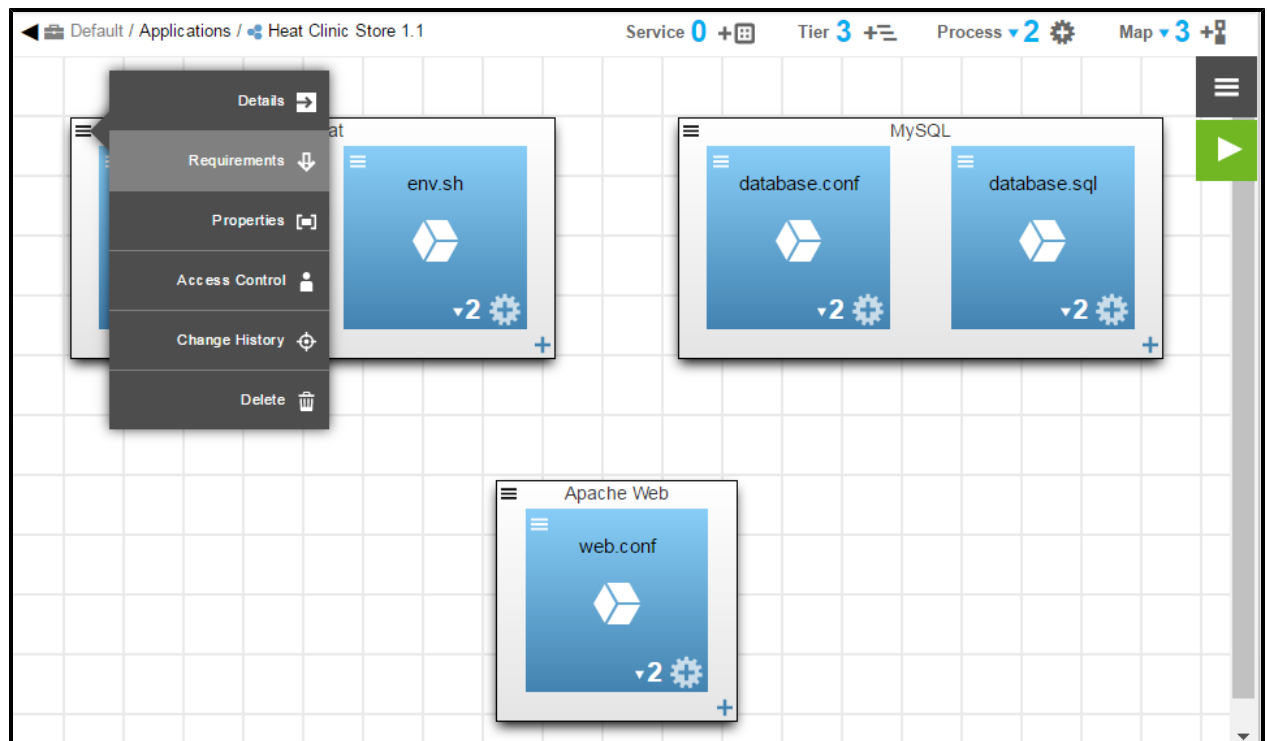 Default / Applications / Heat Clinic Store 1.1
Service 0
Tier 3
Process 2
Map 3
Details
Requirements
Properties
Access Control
Change History
Delete
at
env.sh
2
MySQL
database.conf
2
database.sql
2
Apache Web
web.conf
2